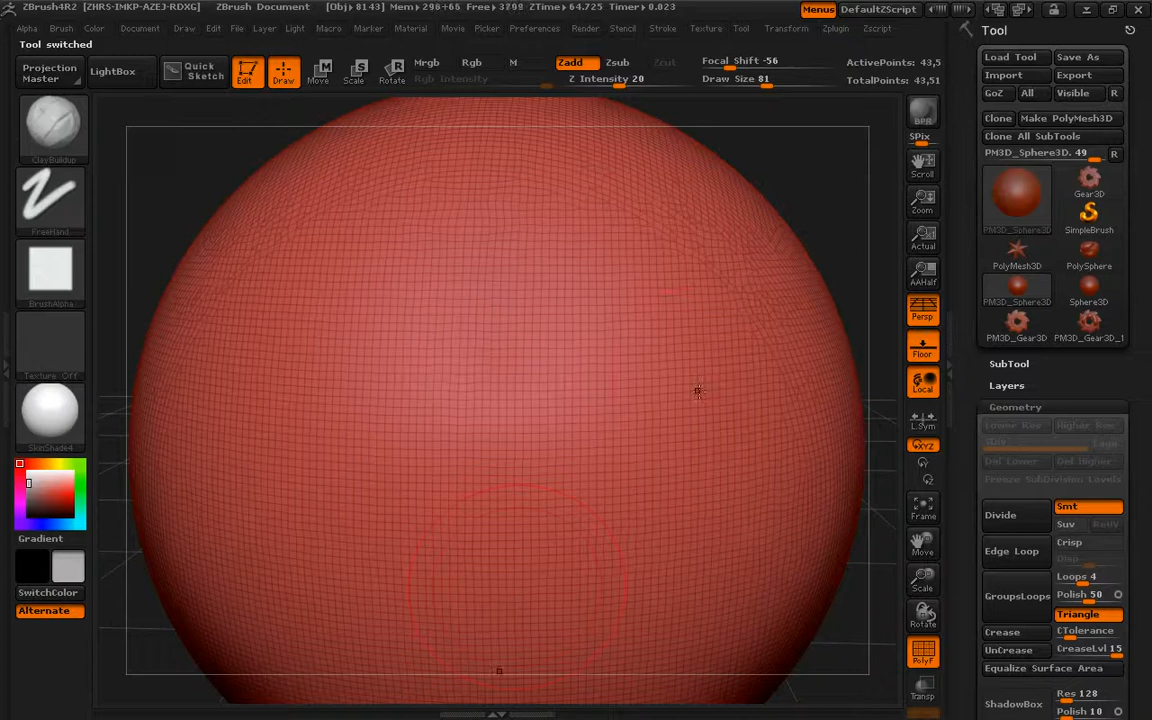 ZBrush4R2 [ZHRS-IMKP-AZEJ-RDXG] ZBrush Document [Obj▸8143] Mem▸296+66 Free▸3799 ZTime▸64.725 Timer▸0.023 Menus DefaultZScript
Alpha Brush Color Document Draw Edit File Layer Light Macro Marker Material Movie Picker Preferences Render Stencil Stroke Texture Tool Transform Zplugin Zscript
Tool switched
Projection Master
LightBox
Quick Sketch
Edit
Draw
Move
Scale
Rotate
Mrgb Rgb M
Rgb Intensity
Zadd Zsub Zcut
Z Intensity 20
Focal Shift -56
Draw Size 81
ActivePoints: 43,5
TotalPoints: 43,51
ClayBuildup
FreeHand
BrushAlpha
Texture Off
SkinShade4
Gradient
SwitchColor
Alternate
BPR
SPix
Scroll
Zoom
Actual
AAHalf
Persp
Floor
Local
L.Sym
XYZ
Frame
Move
Scale
Rotate
PolyF
Transp
Tool
Load Tool Save As
Import Export
GoZ All Visible R
Clone Make PolyMesh3D
Clone All SubTools
PM3D_Sphere3D. 49 R
PM3D_Sphere3D
Gear3D
SimpleBrush
PolyMesh3D PolySphere
PM3D_Sphere3D Sphere3D
PM3D_Gear3D PM3D_Gear3D_1
SubTool
Layers
Geometry
Lower Res Higher Res
Cage
Del Lower Del Higher
Freeze SubDivision Levels
Divide
Smt
Suv ReUV
Edge Loop
Crisp
Disp
GroupsLoops
Loops 4
Polish 50
Triangle
Crease CTolerance
UnCrease CreaseLvl 15
Equalize Surface Area
ShadowBox
Res 128
Polish 10